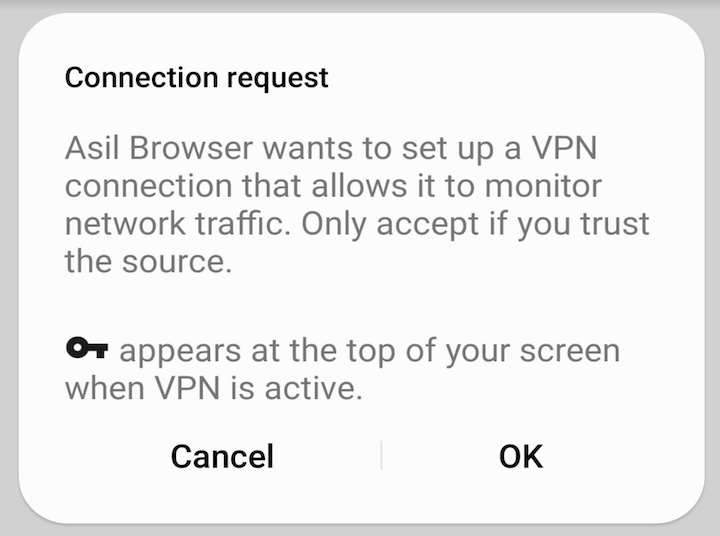 Connection request
Asil Browser wants to set up a VPN
connection that allows it to monitor
network traffic. Only accept if you trust
the source.
appears at the top of your screen
when VPN is active.
Cancel OK